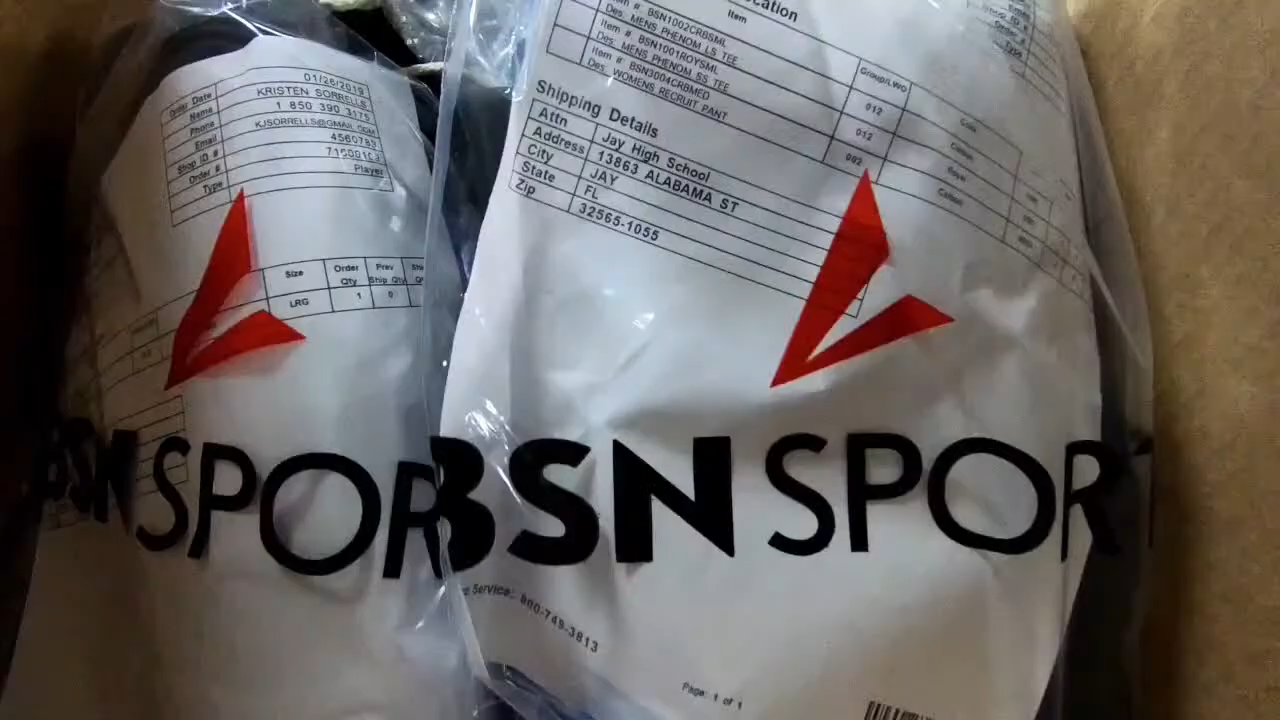 Order Date 01/26/2019
Name KRISTEN SORRELLS
Phone 1 850 390 3175
Email KJSORRELLS@GMAIL.COM
Shop ID # 4560783
Order #
Type Player
Size Order Qty Prev Ship Qty
LRG 1 0
BSN SPOR
Item
Item #: BSN1002CRBSML
Des: MENS PHENOM LS TEE
Item #: BSN1001ROYSML
Des: MENS PHENOM SS TEE
Item #: BSN3004CRBMED
Des: WOMENS RECRUIT PANT
012
012
002
Shipping Details
Attn Jay High School
Address 13863 ALABAMA ST
City JAY
State FL
Zip 32565-1055
BSN SPOR
Service: 800-749-3813
Page: 1 of 1